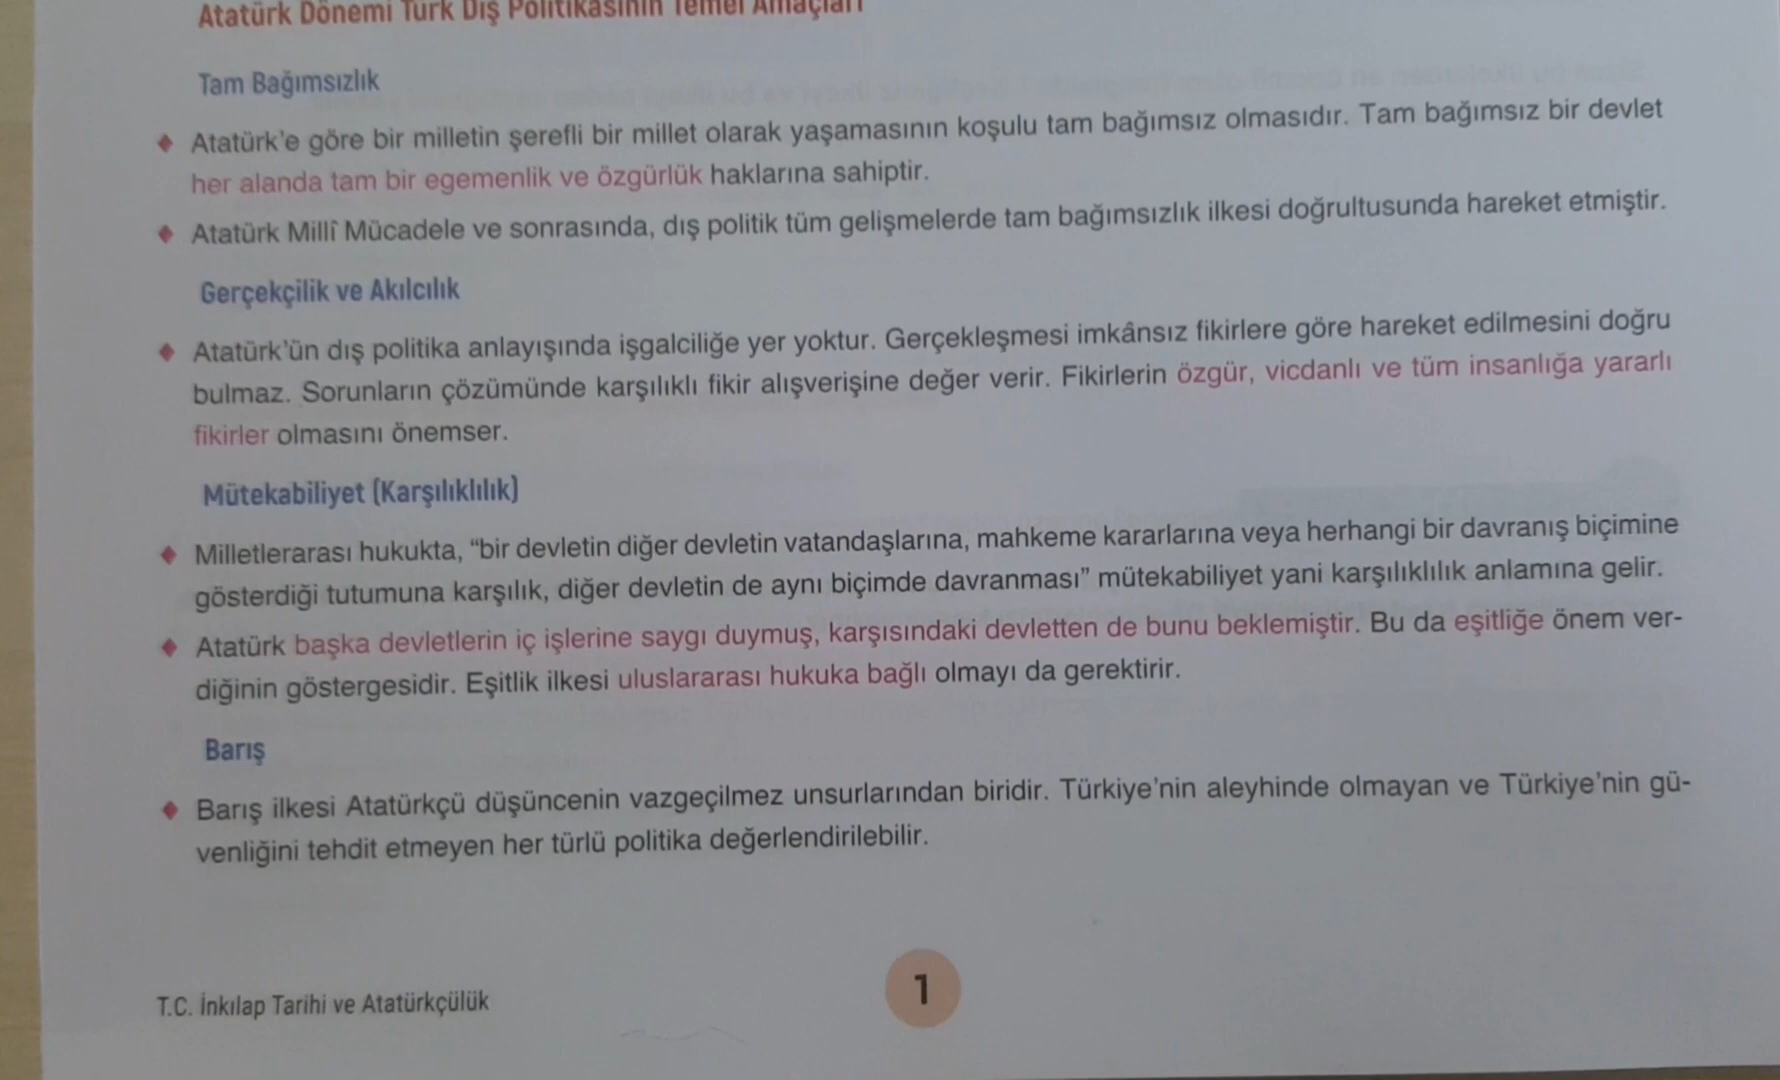 Atatürk Dönemi Türk Dış Politikasının Temel Amaçları
Tam Bağımsızlık
◆ Atatürk'e göre bir milletin şerefli bir millet olarak yaşamasının koşulu tam bağımsız olmasıdır. Tam bağımsız bir devlet
her alanda tam bir egemenlik ve özgürlük haklarına sahiptir.
◆ Atatürk Millî Mücadele ve sonrasında, dış politik tüm gelişmelerde tam bağımsızlık ilkesi doğrultusunda hareket etmiştir.
Gerçekçilik ve Akılcılık
◆ Atatürk'ün dış politika anlayışında işgalciliğe yer yoktur. Gerçekleşmesi imkânsız fikirlere göre hareket edilmesini doğru
bulmaz. Sorunların çözümünde karşılıklı fikir alışverişine değer verir. Fikirlerin özgür, vicdanlı ve tüm insanlığa yararlı
fikirler olmasını önemser.
Mütekabiliyet (Karşılıklılık)
◆ Milletlerarası hukukta, “bir devletin diğer devletin vatandaşlarına, mahkeme kararlarına veya herhangi bir davranış biçimine
gösterdiği tutumuna karşılık, diğer devletin de aynı biçimde davranması” mütekabiliyet yani karşılıklılık anlamına gelir.
◆ Atatürk başka devletlerin iç işlerine saygı duymuş, karşısındaki devletten de bunu beklemiştir. Bu da eşitliğe önem ver-
diğinin göstergesidir. Eşitlik ilkesi uluslararası hukuka bağlı olmayı da gerektirir.
Barış
◆ Barış ilkesi Atatürkçü düşüncenin vazgeçilmez unsurlarından biridir. Türkiye'nin aleyhinde olmayan ve Türkiye'nin gü-
venliğini tehdit etmeyen her türlü politika değerlendirilebilir.
T.C. İnkılap Tarihi ve Atatürkçülük
1